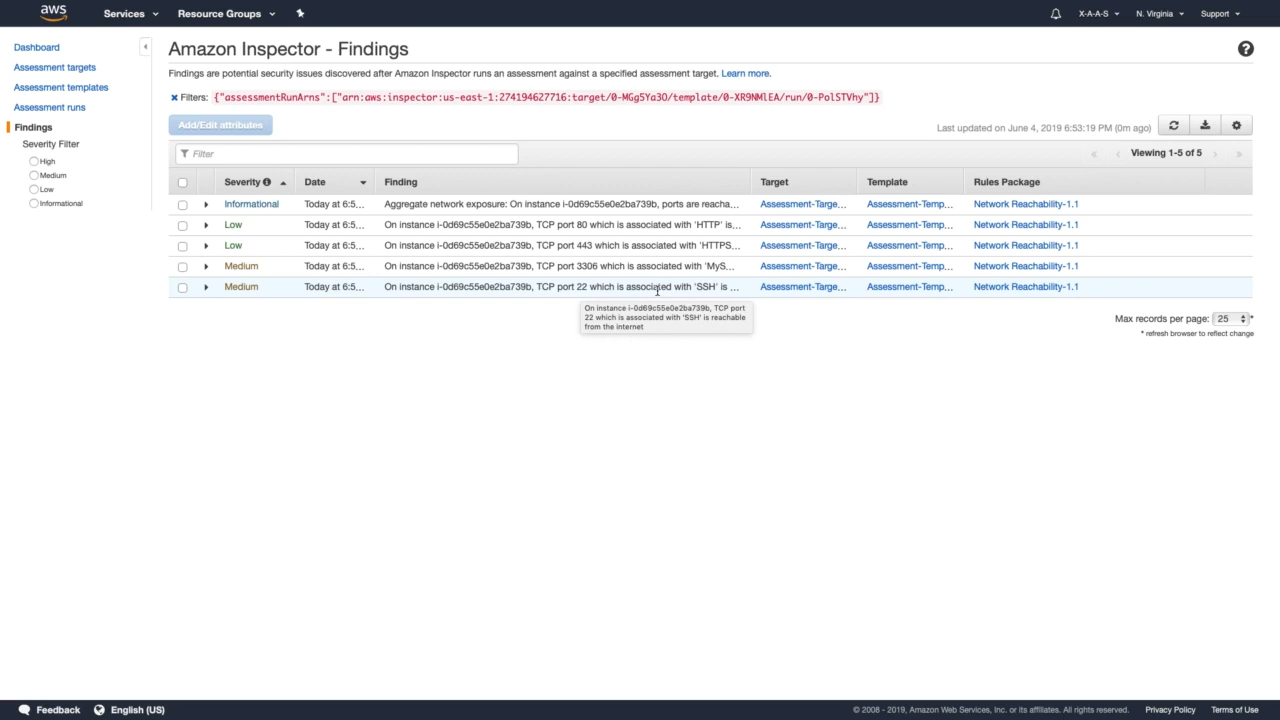 aws Services Resource Groups X-A-A-S N. Virginia Support
Dashboard
Assessment targets
Assessment templates
Assessment runs
Findings
Severity Filter
High
Medium
Low
Informational
Amazon Inspector - Findings
Findings are potential security issues discovered after Amazon Inspector runs an assessment against a specified assessment target. Learn more.
Filters: {"assessmentRunArns":["arn:aws:inspector:us-east-1:274194627716:target/0-MGg5Ya3O/template/0-XR9NMlEA/run/0-PolSTVhy"]}
Add/Edit attributes
Last updated on June 4, 2019 6:53:19 PM (0m ago)
Filter
« ‹ Viewing 1-5 of 5 › »
Severity Date Finding Target Template Rules Package
Informational Today at 6:5... Aggregate network exposure: On instance i-0d69c55e0e2ba739b, ports are reacha... Assessment-Targe... Assessment-Temp... Network Reachability-1.1
Low Today at 6:5... On instance i-0d69c55e0e2ba739b, TCP port 80 which is associated with 'HTTP' is... Assessment-Targe... Assessment-Temp... Network Reachability-1.1
Low Today at 6:5... On instance i-0d69c55e0e2ba739b, TCP port 443 which is associated with 'HTTPS... Assessment-Targe... Assessment-Temp... Network Reachability-1.1
Medium Today at 6:5... On instance i-0d69c55e0e2ba739b, TCP port 3306 which is associated with 'MyS... Assessment-Targe... Assessment-Temp... Network Reachability-1.1
Medium Today at 6:5... On instance i-0d69c55e0e2ba739b, TCP port 22 which is associated with 'SSH' is ... Assessment-Targe... Assessment-Temp... Network Reachability-1.1
On instance i-0d69c55e0e2ba739b, TCP port
22 which is associated with 'SSH' is reachable
from the internet
Max records per page: 25 *
* refresh browser to reflect change
Feedback English (US) © 2008 - 2019, Amazon Web Services, Inc. or its affiliates. All rights reserved. Privacy Policy Terms of Use